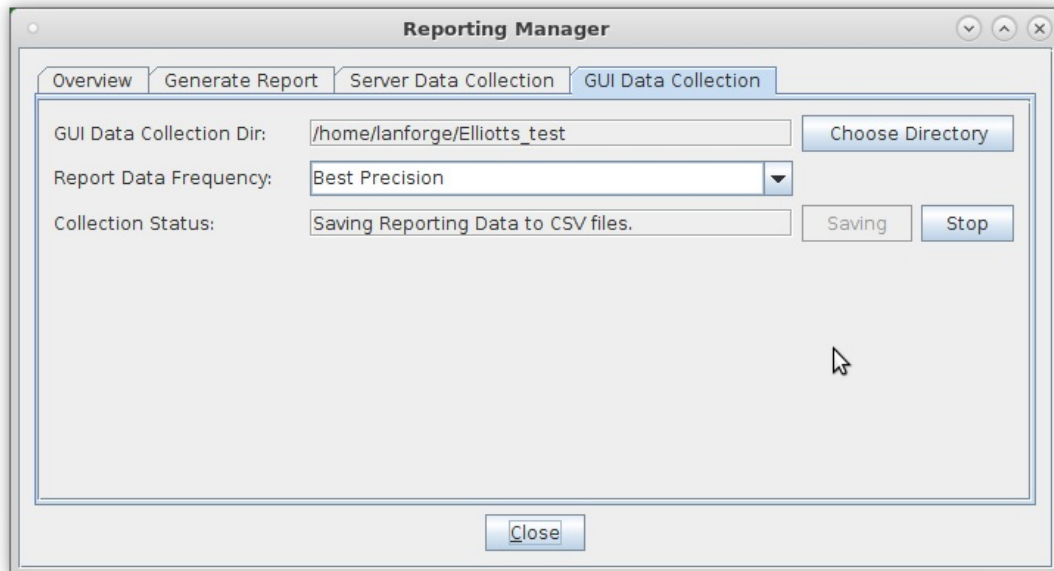 Reporting Manager
Overview Generate Report Server Data Collection GUI Data Collection
GUI Data Collection Dir: /home/lanforge/Elliotts_test Choose Directory
Report Data Frequency: Best Precision
Collection Status: Saving Reporting Data to CSV files. Saving Stop
Close